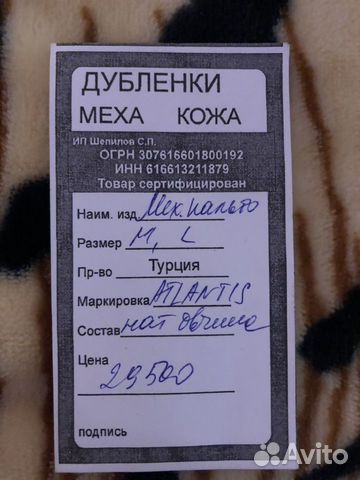 ДУБЛЕНКИ
МЕХА КОЖА
ИП Шепилов С.П.
ОГРН 307616601800192
ИНН 616613211879
Товар сертифицирован
Наим. изд. Мех. пальто
Размер M, L
Пр-во Турция
Маркировка ATLANTIS
Состав нат овчина
Цена
29500
подпись
Avito